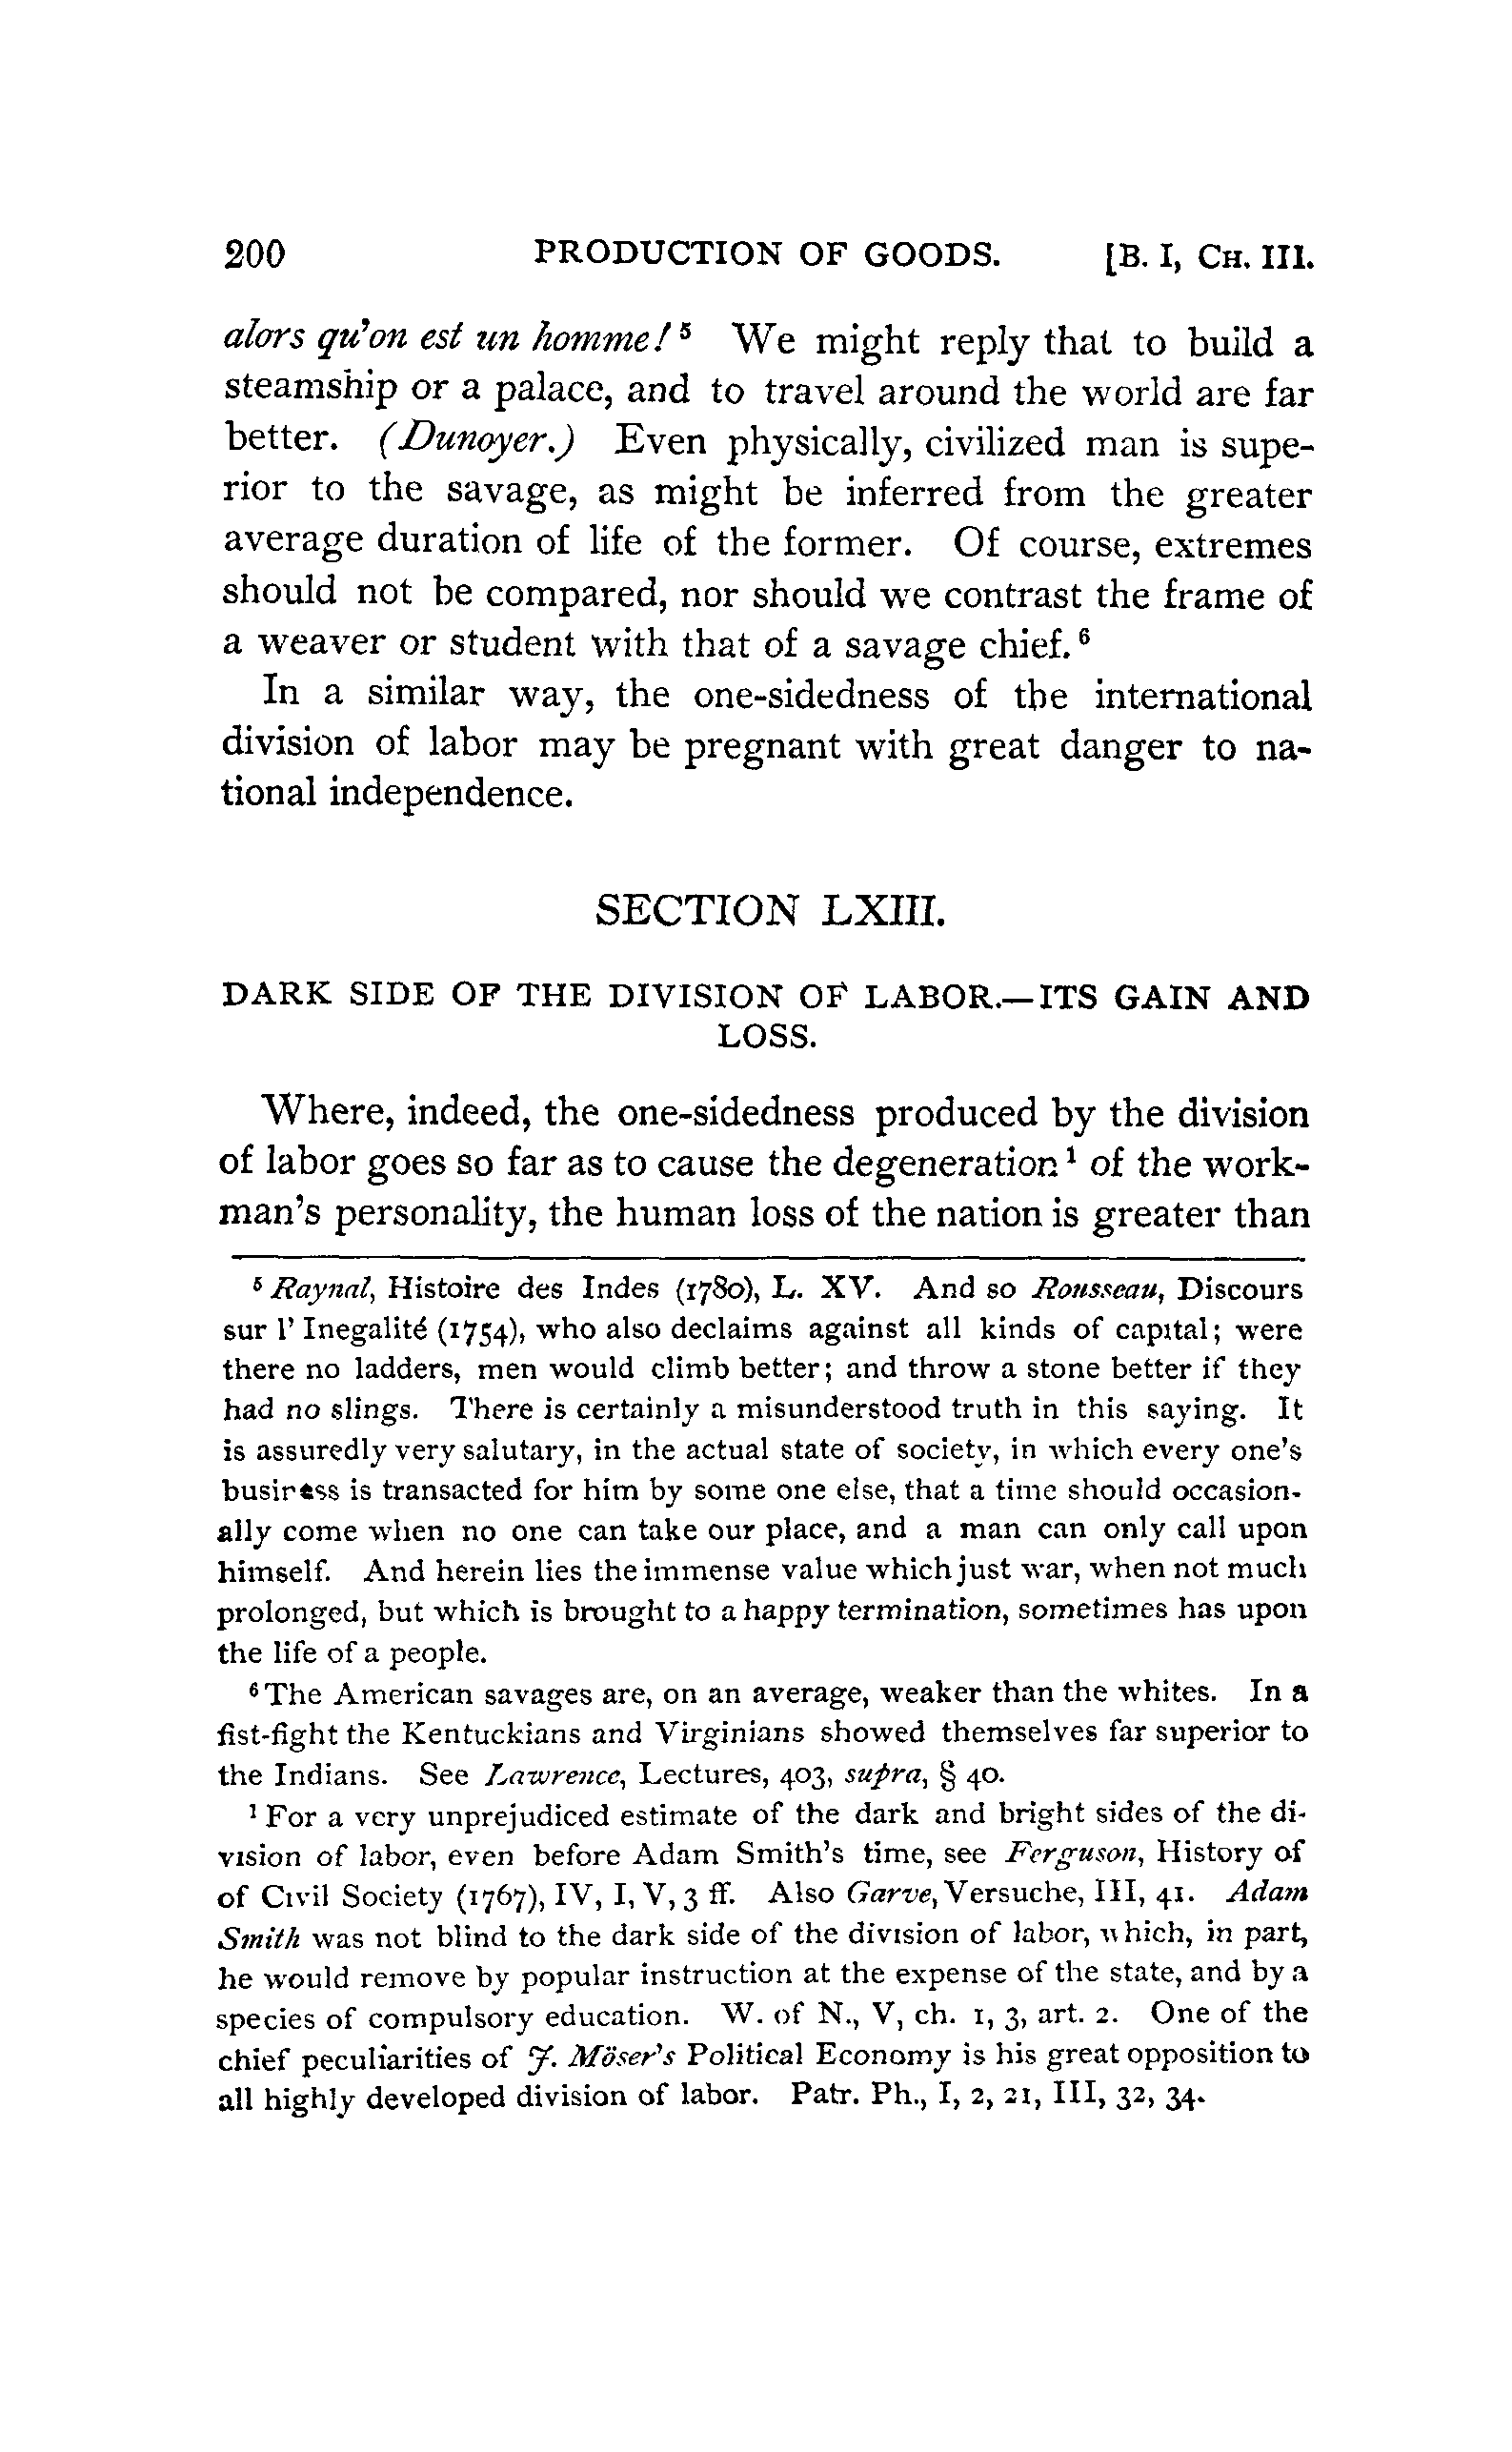 200 PRODUCTION OF GOODS. [B. I, CH. III.
alors qu'on est un homme!⁵ We might reply that to build a
steamship or a palace, and to travel around the world are far
better. (Dunoyer.) Even physically, civilized man is supe-
rior to the savage, as might be inferred from the greater
average duration of life of the former. Of course, extremes
should not be compared, nor should we contrast the frame of
a weaver or student with that of a savage chief.⁶
In a similar way, the one-sidedness of the international
division of labor may be pregnant with great danger to na-
tional independence.
SECTION LXIII.
DARK SIDE OF THE DIVISION OF LABOR.—ITS GAIN AND
LOSS.
Where, indeed, the one-sidedness produced by the division
of labor goes so far as to cause the degeneration¹ of the work-
man's personality, the human loss of the nation is greater than
⁵ Raynal, Histoire des Indes (1780), L. XV. And so Rousseau, Discours
sur l' Inegalité (1754), who also declaims against all kinds of capital; were
there no ladders, men would climb better; and throw a stone better if they
had no slings. There is certainly a misunderstood truth in this saying. It
is assuredly very salutary, in the actual state of society, in which every one's
business is transacted for him by some one else, that a time should occasion-
ally come when no one can take our place, and a man can only call upon
himself. And herein lies the immense value which just war, when not much
prolonged, but which is brought to a happy termination, sometimes has upon
the life of a people.
⁶ The American savages are, on an average, weaker than the whites. In a
fist-fight the Kentuckians and Virginians showed themselves far superior to
the Indians. See Lawrence, Lectures, 403, supra, § 40.
¹ For a very unprejudiced estimate of the dark and bright sides of the di-
vision of labor, even before Adam Smith's time, see Ferguson, History of
of Civil Society (1767), IV, I, V, 3 ff. Also Garve, Versuche, III, 41. Adam
Smith was not blind to the dark side of the division of labor, which, in part,
he would remove by popular instruction at the expense of the state, and by a
species of compulsory education. W. of N., V, ch. 1, 3, art. 2. One of the
chief peculiarities of J. Möser's Political Economy is his great opposition to
all highly developed division of labor. Patr. Ph., I, 2, 21, III, 32, 34.